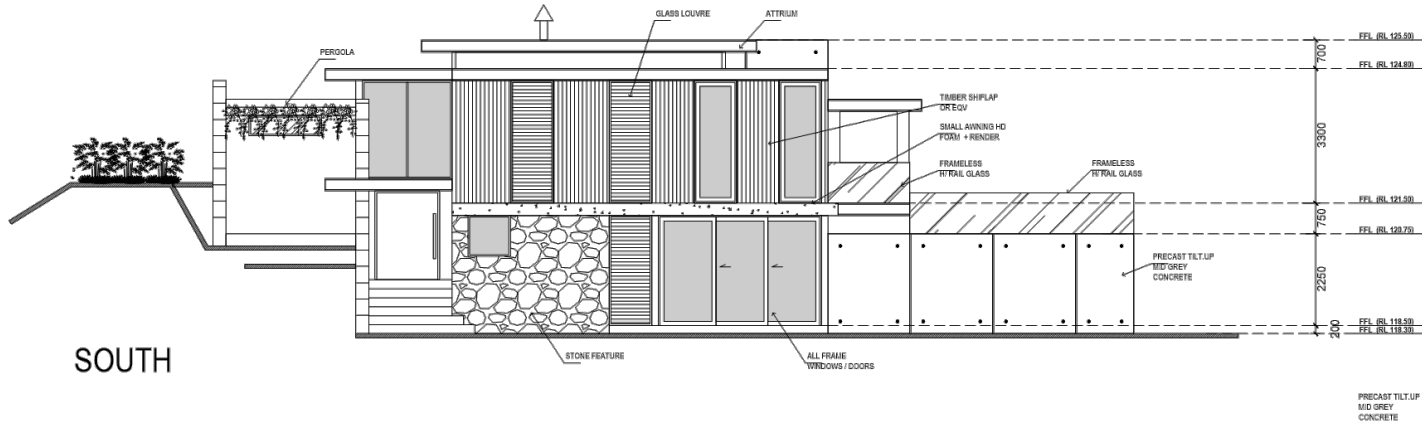 GLASS LOUVRE
ATTRIUM
FFL (RL 125.50)
700
PERGOLA
FFL (RL 124.80)
TIMBER SHIPLAP
OR EQV
3300
SMALL AWNING HD
FOAM + RENDER
FRAMELESS
H/ RAIL GLASS
FRAMELESS
H/ RAIL GLASS
FFL (RL 121.50)
750
FFL (RL 120.75)
PRECAST TILT.UP
MID GREY
CONCRETE
2250
FFL (RL 118.50)
200
FFL (RL 118.30)
SOUTH
STONE FEATURE
ALL FRAME
WINDOWS / DOORS
PRECAST TILT.UP
MID GREY
CONCRETE